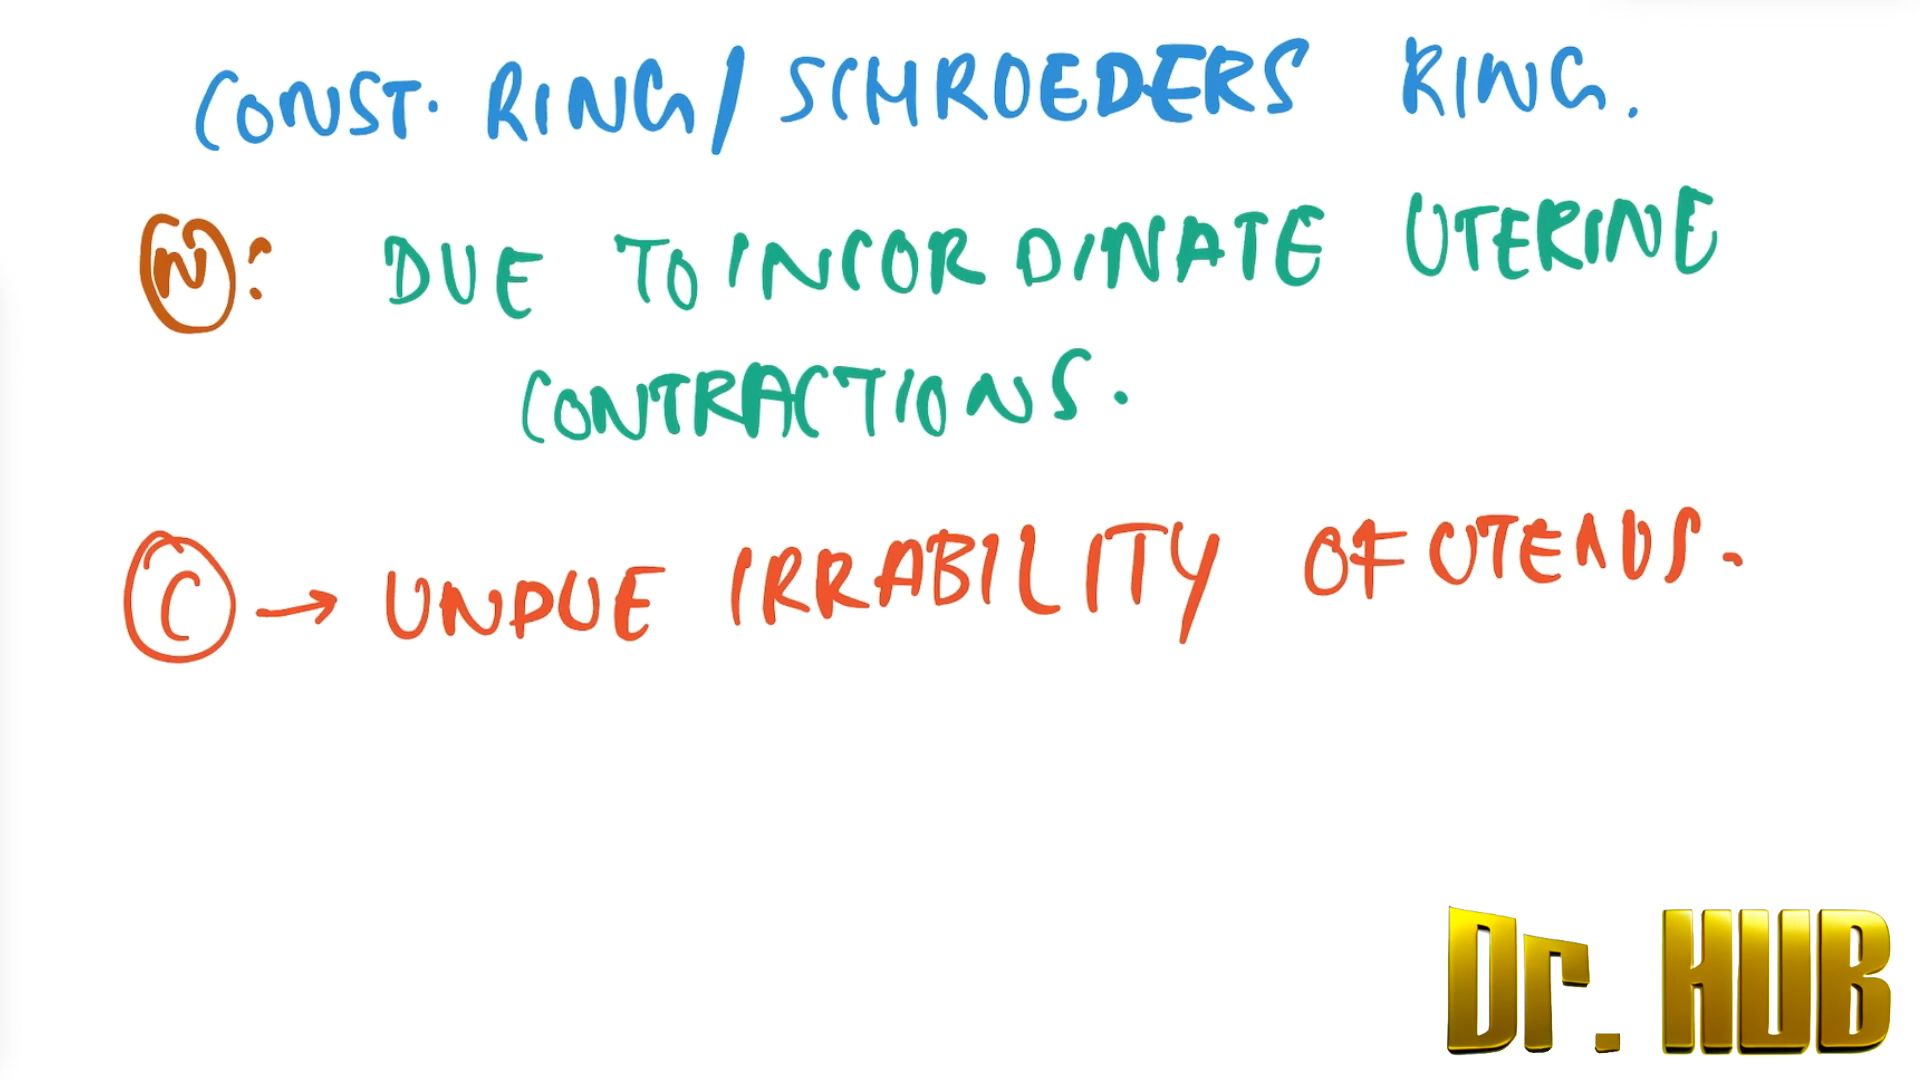 CONST. RING/SCHROEDERS RING.
N: DUE TO INCORDINATE UTERINE
CONTRACTIONS.
C → UNDUE IRRABILITY OF UTERUS.
Dr. HUB